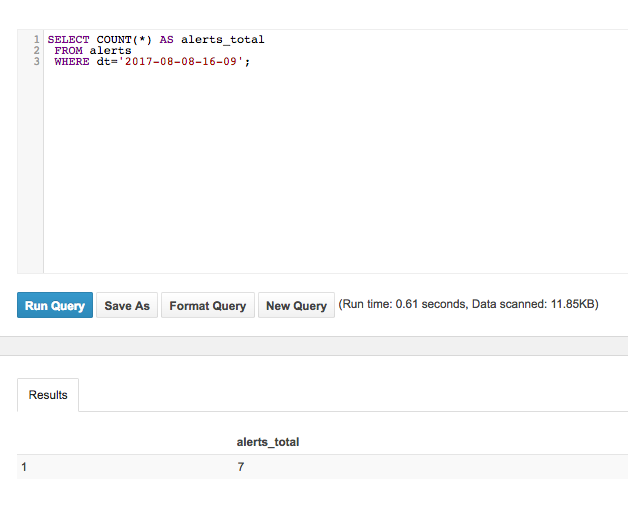 1 SELECT COUNT(*) AS alerts_total
2 FROM alerts
3 WHERE dt='2017-08-08-16-09';
Run Query Save As Format Query New Query (Run time: 0.61 seconds, Data scanned: 11.85KB)
Results
alerts_total
1 7